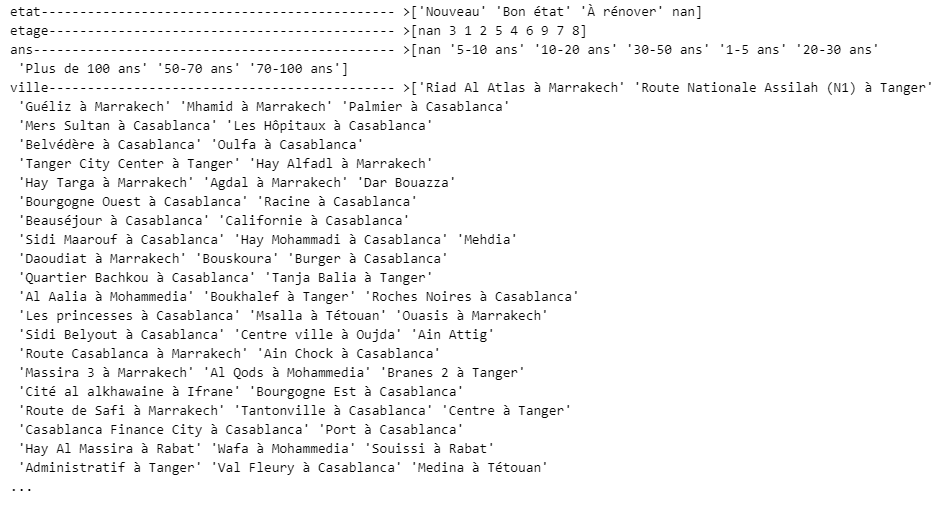 etat--------------------------------------------- >['Nouveau' 'Bon état' 'À rénover' nan]
etage-------------------------------------------- >[nan 3 1 2 5 4 6 9 7 8]
ans---------------------------------------------- >[nan '5-10 ans' '10-20 ans' '30-50 ans' '1-5 ans' '20-30 ans'
'Plus de 100 ans' '50-70 ans' '70-100 ans']
ville-------------------------------------------- >['Riad Al Atlas à Marrakech' 'Route Nationale Assilah (N1) à Tanger'
'Guéliz à Marrakech' 'Mhamid à Marrakech' 'Palmier à Casablanca'
'Mers Sultan à Casablanca' 'Les Hôpitaux à Casablanca'
'Belvédère à Casablanca' 'Oulfa à Casablanca'
'Tanger City Center à Tanger' 'Hay Alfadl à Marrakech'
'Hay Targa à Marrakech' 'Agdal à Marrakech' 'Dar Bouazza'
'Bourgogne Ouest à Casablanca' 'Racine à Casablanca'
'Beauséjour à Casablanca' 'Californie à Casablanca'
'Sidi Maarouf à Casablanca' 'Hay Mohammadi à Casablanca' 'Mehdia'
'Daoudiat à Marrakech' 'Bouskoura' 'Burger à Casablanca'
'Quartier Bachkou à Casablanca' 'Tanja Balia à Tanger'
'Al Aalia à Mohammedia' 'Boukhalef à Tanger' 'Roches Noires à Casablanca'
'Les princesses à Casablanca' 'Msalla à Tétouan' 'Ouasis à Marrakech'
'Sidi Belyout à Casablanca' 'Centre ville à Oujda' 'Ain Attig'
'Route Casablanca à Marrakech' 'Ain Chock à Casablanca'
'Massira 3 à Marrakech' 'Al Qods à Mohammedia' 'Branes 2 à Tanger'
'Cité al alkhawaine à Ifrane' 'Bourgogne Est à Casablanca'
'Route de Safi à Marrakech' 'Tantonville à Casablanca' 'Centre à Tanger'
'Casablanca Finance City à Casablanca' 'Port à Casablanca'
'Hay Al Massira à Rabat' 'Wafa à Mohammedia' 'Souissi à Rabat'
'Administratif à Tanger' 'Val Fleury à Casablanca' 'Medina à Tétouan'
...